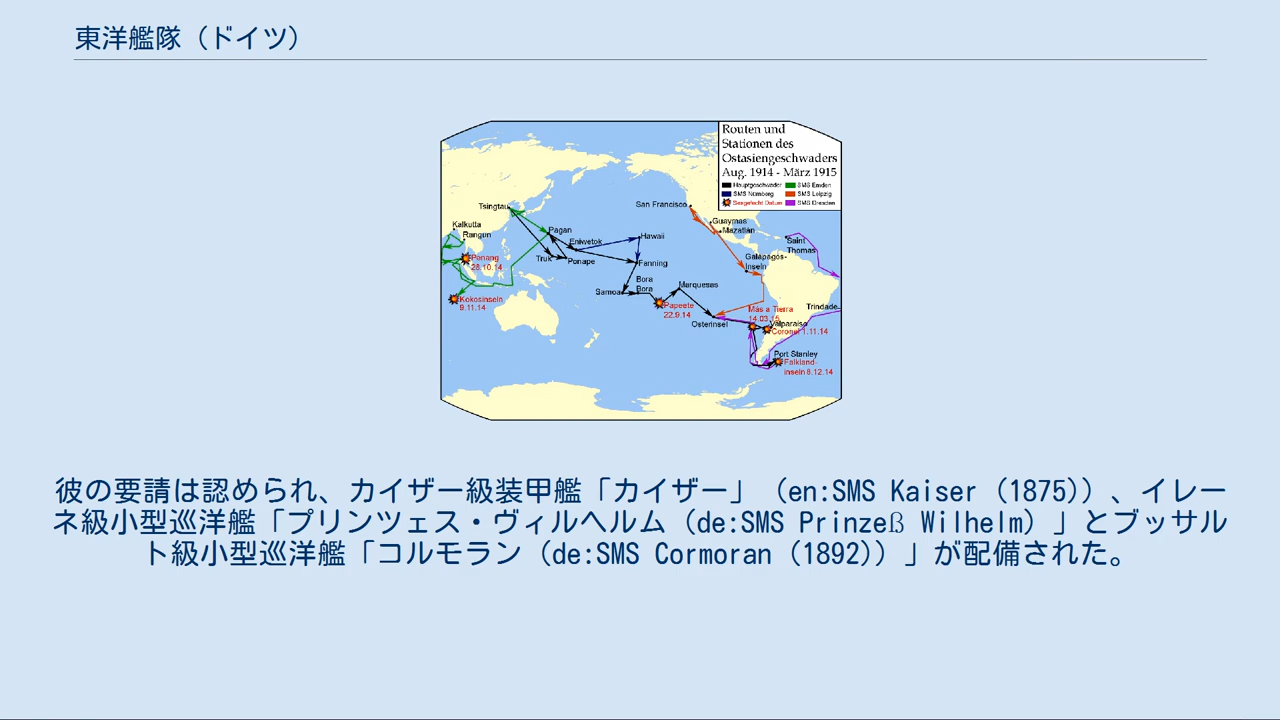 東洋艦隊（ドイツ）
Routen und
Stationen des
Ostasiengeschwaders
Aug. 1914 - März 1915
Hauptgeschwader
SMS Emden
SMS Nürnberg
SMS Leipzig
Seegefecht Datum
SMS Dresden
Tsingtau
San Francisco
Kalkutta
Rangun
Pagan
Guaymas
Mazatlán
Hawaii
Eniwetok
Saint
Thomas
Penang
28.10.14
Truk
Ponape
Fanning
Galápagos-
Inseln
Bora
Bora
Marquesas
Samoa
Kokosinseln
9.11.14
Papeete
22.9.14
Trindade
Más a Tierra
14.03.15
Osterinsel
Valparaíso
Coronel 1.11.14
Port Stanley
Falkland-
inseln 8.12.14
彼の要請は認められ、カイザー級装甲艦「カイザー」（en:SMS Kaiser (1875)）、イレー
ネ級小型巡洋艦「プリンツェス・ヴィルヘルム（de:SMS Prinzeß Wilhelm）」とブッサル
ト級小型巡洋艦「コルモラン（de:SMS Cormoran (1892)）」が配備された。